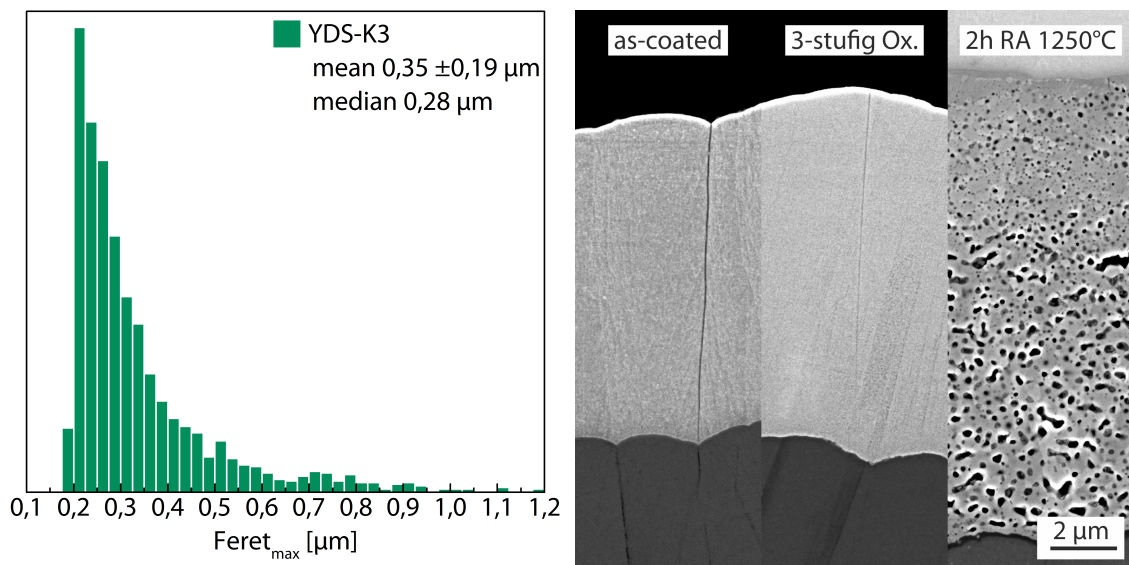 YDS-K3
mean 0,35 ±0,19 µm
median 0,28 µm
0,1 0,2 0,3 0,4 0,5 0,6 0,7 0,8 0,9 1,0 1,1 1,2
Feretmax [µm]
as-coated
3-stufig Ox.
2h RA 1250°C
2 µm